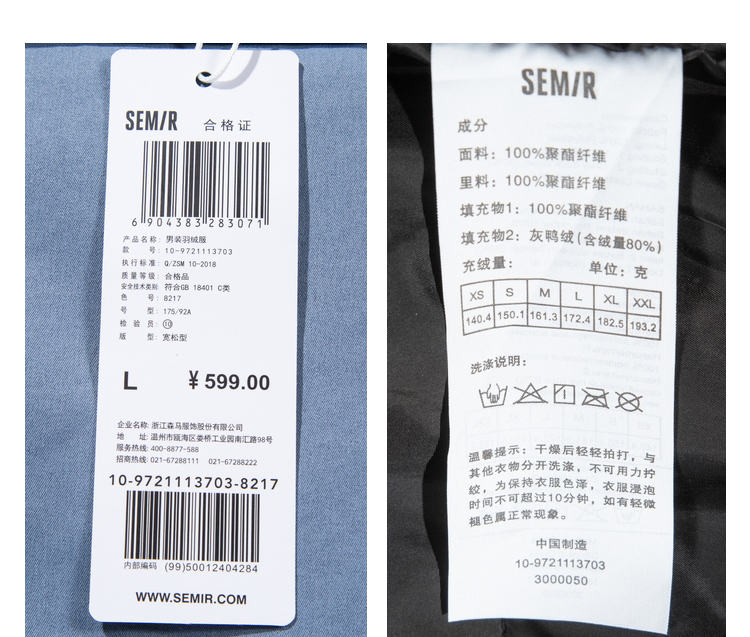 SEMIR 合格证
6 904383 283071
产品名称: 男装羽绒服
款 号: 10-9721113703
执行标准: Q/ZSM 10-2018
质量等级: 合格品
安全技术类别: 符合GB 18401 C类
色 号: 8217
号 型: 175/92A
检 验 员: ⑩
版 型: 宽松型
L ¥ 599.00
企业名称: 浙江森马服饰股份有限公司
地 址: 温州市瓯海区娄桥工业园南汇路98号
服务热线: 400-8877-588
招商热线: 021-67288111 021-67288222
10-9721113703-8217
内部编码 (99)50012404284
WWW.SEMIR.COM
SEMIR
成分
面料: 100%聚酯纤维
里料: 100%聚酯纤维
填充物1: 100%聚酯纤维
填充物2: 灰鸭绒(含绒量80%)
充绒量: 单位: 克
XS S M L XL XXL
140.4 150.1 161.3 172.4 182.5 193.2
洗涤说明:
温馨提示: 干燥后轻轻拍打, 与
其他衣物分开洗涤, 不可用力拧
绞, 为保持衣服色泽, 衣服浸泡
时间不可超过10分钟, 如有轻微
褪色属正常现象。
中国制造
10-9721113703
3000050